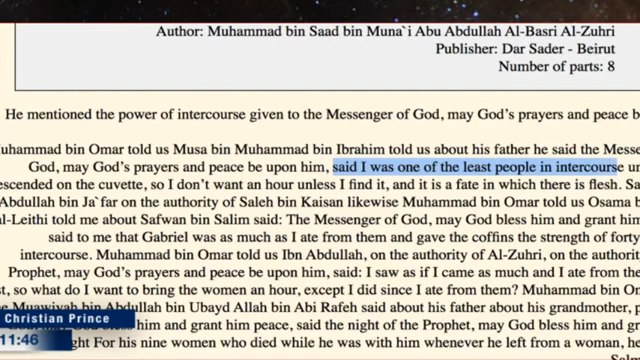 Author: Muhammad bin Saad bin Muna`i Abu Abdullah Al-Basri Al-Zuhri
Publisher: Dar Sader - Beirut
Number of parts: 8
He mentioned the power of intercourse given to the Messenger of God, may God's prayers and peace b
uhammad bin Omar told us Musa bin Muhammad bin Ibrahim told us about his father he said the Messe
God, may God's prayers and peace be upon him, said I was one of the least people in intercourse un
escended on the cuvette, so I don't want an hour unless I find it, and it is a fate in which there is flesh. Sa
Abdullah bin Ja`far on the authority of Saleh bin Kaisan likewise Muhammad bin Omar told us Osama b
al-Leithi told me about Safwan bin Salim said: The Messenger of God, may God bless him and grant him
said to me that Gabriel was as much as I ate from them and gave the coffins the strength of forty
intercourse. Muhammad bin Omar told us Ibn Abdullah, on the authority of Al-Zuhri, on the authority
Prophet, may God's prayers and peace be upon him, said: I saw as if I came as much and I ate from the
st, so what do I want to bring the women an hour, except I did since I ate from them? Muhammad bin O
he Muawiyah bin Abdullah bin Ubayd Allah bin Abi Rafeh said about his father about his grandmother, p
bless him and grant him peace, said the night of the Prophet, may God bless him and g
ght For his nine women who died while he was with him whenever he left from a woman, h
Christian Prince
11:46